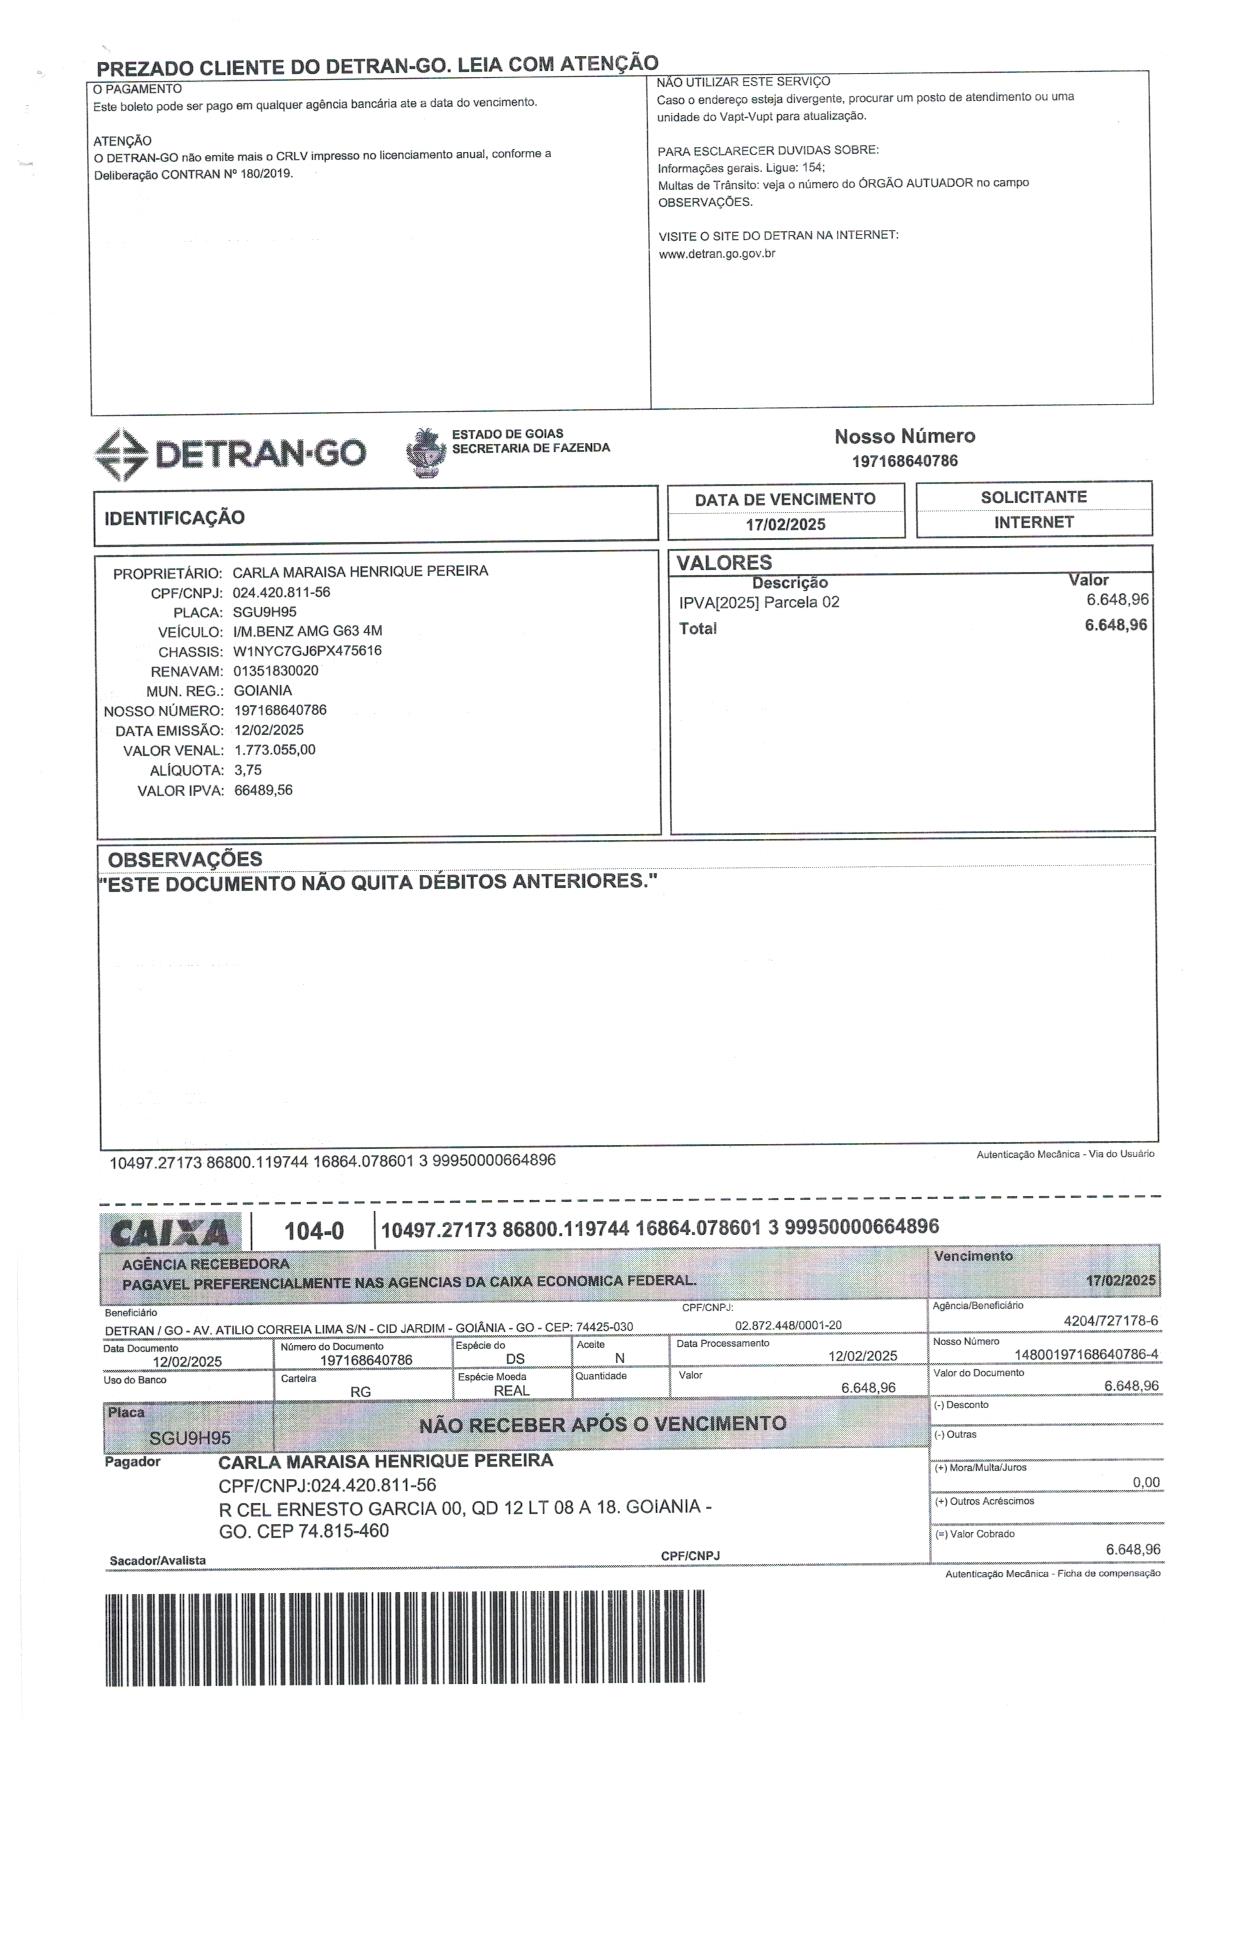 PREZADO CLIENTE DO DETRAN-GO. LEIA COM ATENÇÃO
O PAGAMENTO
Este boleto pode ser pago em qualquer agência bancária ate a data do vencimento.
ATENÇÃO
O DETRAN-GO não emite mais o CRLV impresso no licenciamento anual, conforme a
Deliberação CONTRAN Nº 180/2019.
NÃO UTILIZAR ESTE SERVIÇO
Caso o endereço esteja divergente, procurar um posto de atendimento ou uma
unidade do Vapt-Vupt para atualização.
PARA ESCLARECER DUVIDAS SOBRE:
Informações gerais. Ligue: 154;
Multas de Trânsito: veja o número do ÓRGÃO AUTUADOR no campo
OBSERVAÇÕES.
VISITE O SITE DO DETRAN NA INTERNET:
www.detran.go.gov.br
DETRAN-GO
ESTADO DE GOIAS
SECRETARIA DE FAZENDA
Nosso Número
197168640786
IDENTIFICAÇÃO
DATA DE VENCIMENTO
17/02/2025
SOLICITANTE
INTERNET
PROPRIETÁRIO: CARLA MARAISA HENRIQUE PEREIRA
CPF/CNPJ: 024.420.811-56
PLACA: SGU9H95
VEÍCULO: I/M.BENZ AMG G63 4M
CHASSIS: W1NYC7GJ6PX475616
RENAVAM: 01351830020
MUN. REG.: GOIANIA
NOSSO NÚMERO: 197168640786
DATA EMISSÃO: 12/02/2025
VALOR VENAL: 1.773.055,00
ALÍQUOTA: 3,75
VALOR IPVA: 66489,56
VALORES
Descrição Valor
IPVA[2025] Parcela 02 6.648,96
Total 6.648,96
OBSERVAÇÕES
"ESTE DOCUMENTO NÃO QUITA DÉBITOS ANTERIORES."
10497.27173 86800.119744 16864.078601 3 99950000664896
Autenticação Mecânica - Via do Usuário
CAIXA 104-0 10497.27173 86800.119744 16864.078601 3 99950000664896
AGÊNCIA RECEBEDORA
PAGAVEL PREFERENCIALMENTE NAS AGENCIAS DA CAIXA ECONOMICA FEDERAL.
Vencimento
17/02/2025
Beneficiário CPF/CNPJ:
DETRAN / GO - AV. ATILIO CORREIA LIMA S/N - CID JARDIM - GOIÂNIA - GO - CEP: 74425-030 02.872.448/0001-20
Agência/Beneficiário
4204/727178-6
Data Documento Número do Documento Espécie do Aceite Data Processamento
12/02/2025 197168640786 DS N 12/02/2025
Nosso Número
14800197168640786-4
Uso do Banco Carteira Espécie Moeda Quantidade Valor
RG REAL 6.648,96
Valor do Documento
6.648,96
Placa
SGU9H95
NÃO RECEBER APÓS O VENCIMENTO
(-) Desconto
(-) Outras
Pagador CARLA MARAISA HENRIQUE PEREIRA
CPF/CNPJ:024.420.811-56
R CEL ERNESTO GARCIA 00, QD 12 LT 08 A 18. GOIANIA -
GO. CEP 74.815-460
(+) Mora/Multa/Juros
0,00
(+) Outros Acréscimos
(=) Valor Cobrado
6.648,96
Sacador/Avalista CPF/CNPJ
Autenticação Mecânica - Ficha de compensação